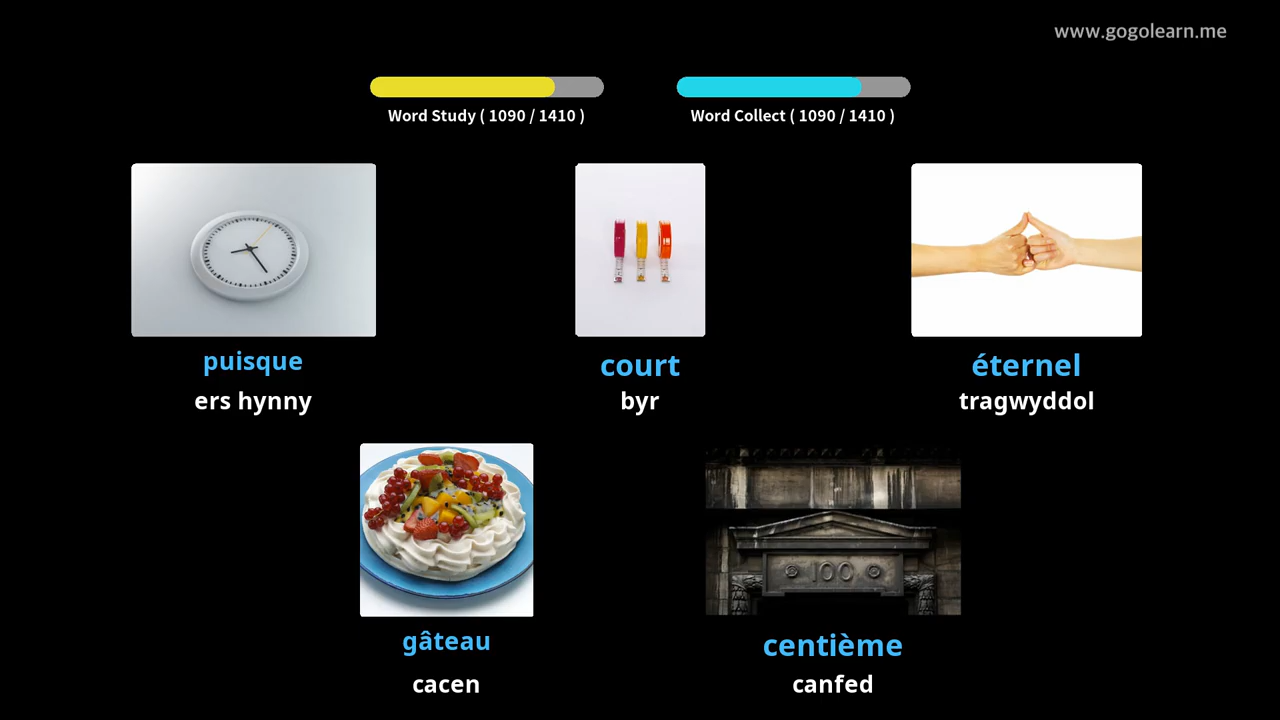 www.gogolearn.me
Word Study ( 1090 / 1410 )
Word Collect ( 1090 / 1410 )
puisque
ers hynny
court
byr
éternel
tragwyddol
100
gâteau
cacen
centième
canfed